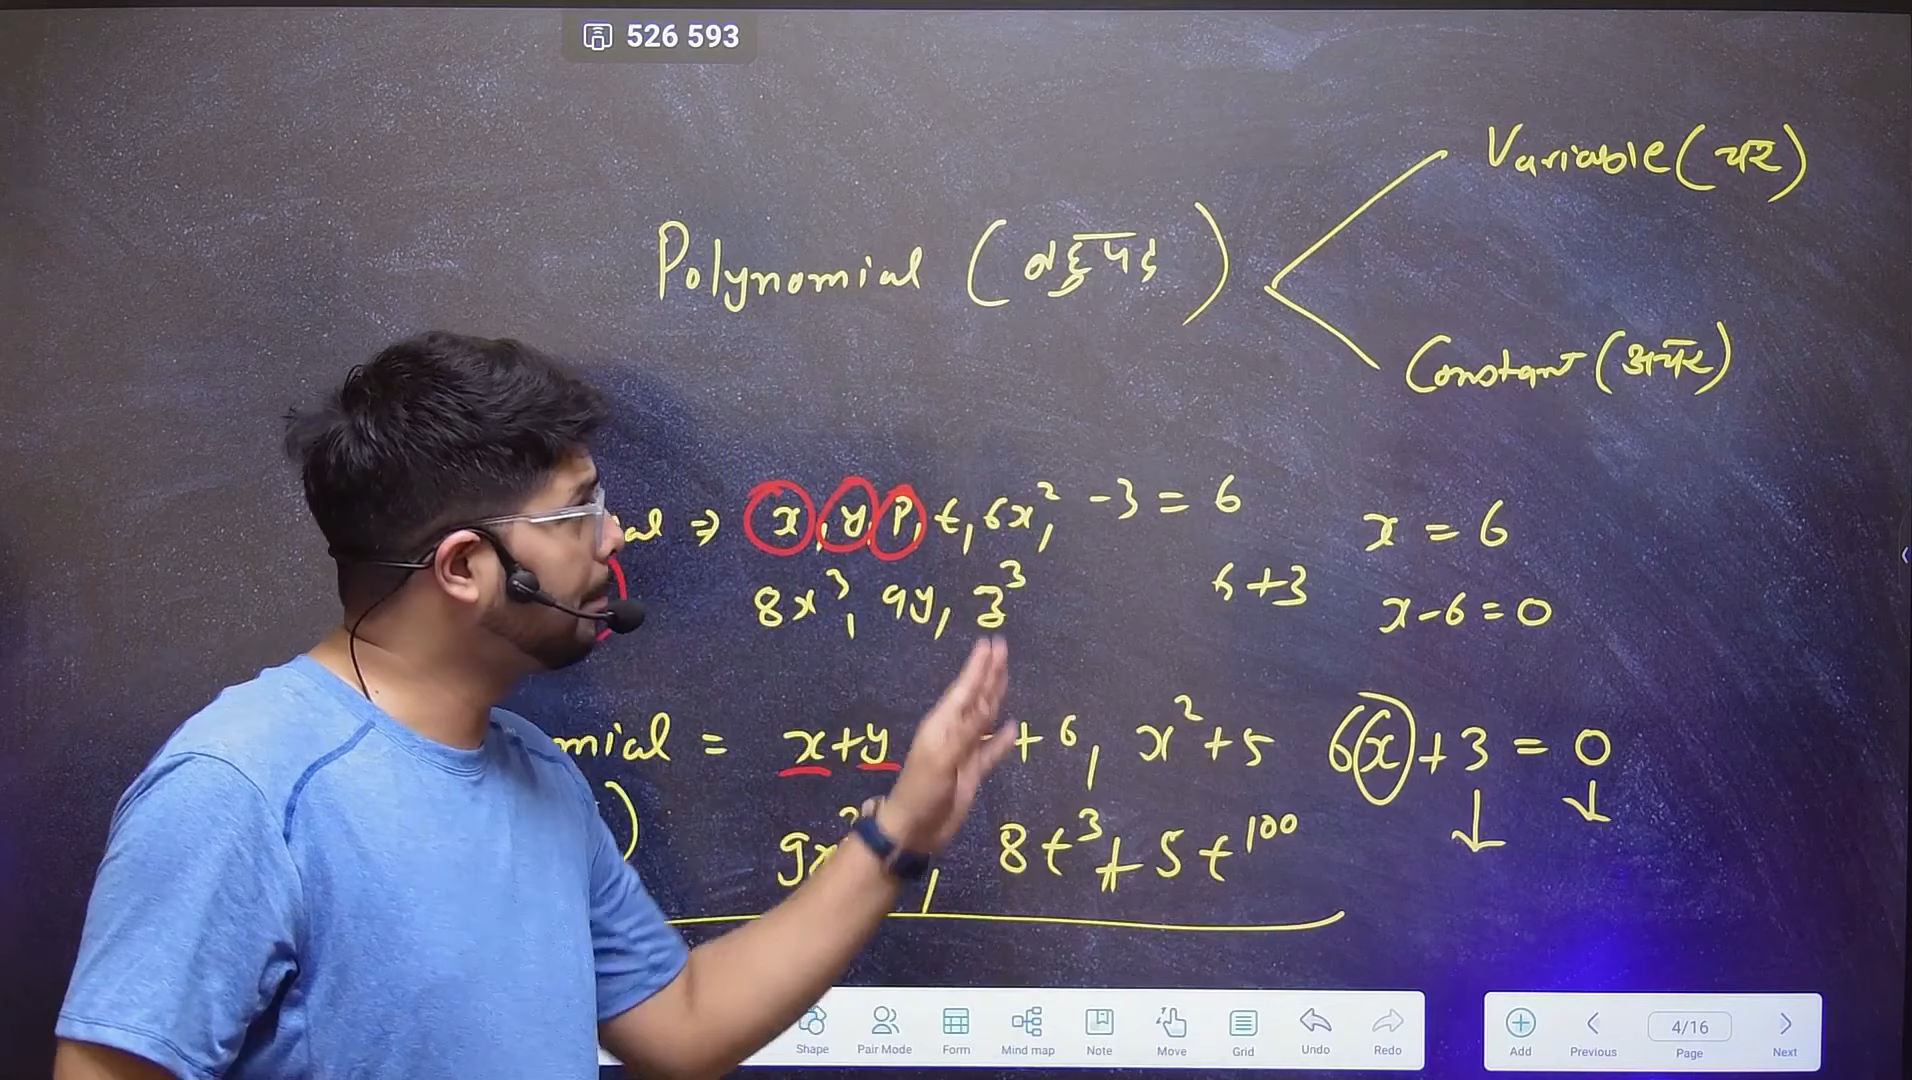 526 593
Variable (चर)
Polynomial (बहुपद)
Constant (अचर)
al ⇒ x, y, P, t, 6x², -3 = 6
x = 6
8x³, 9y, z³
6+3
x-6=0
mial = x+y + 6, x²+5
6x+3 = 0
9x , 8t³+5t¹⁰⁰
Shape Pair Mode Form Mind map Note Move Grid Undo Redo
Add Previous 4/16 Page Next